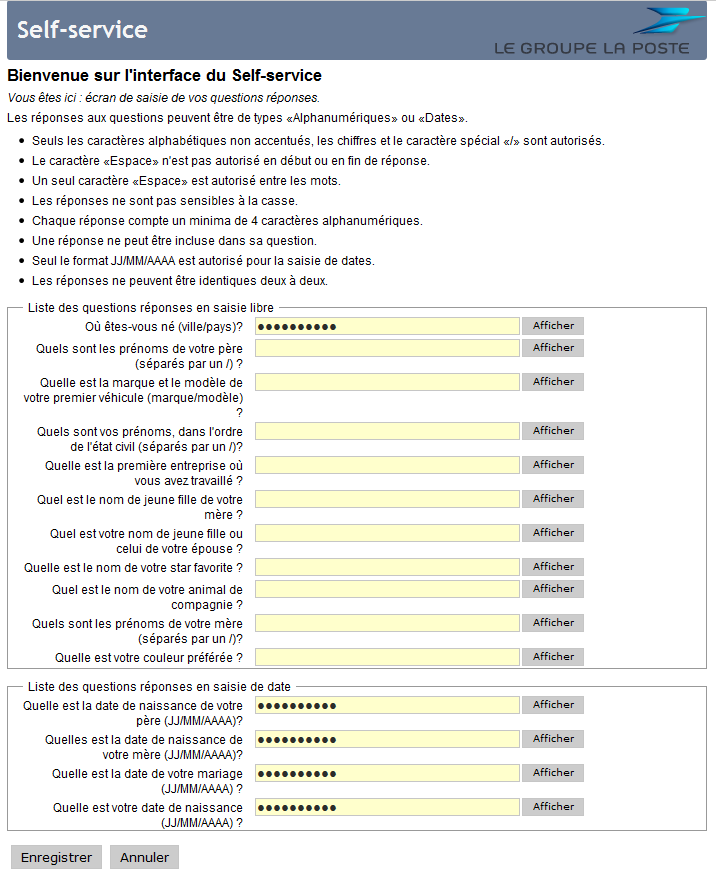 Self-service
LE GROUPE LA POSTE
Bienvenue sur l'interface du Self-service
Vous êtes ici : écran de saisie de vos questions réponses.
Les réponses aux questions peuvent être de types «Alphanumériques» ou «Dates».
• Seuls les caractères alphabétiques non accentués, les chiffres et le caractère spécial «/» sont autorisés.
• Le caractère «Espace» n'est pas autorisé en début ou en fin de réponse.
• Un seul caractère «Espace» est autorisé entre les mots.
• Les réponses ne sont pas sensibles à la casse.
• Chaque réponse compte un minima de 4 caractères alphanumériques.
• Une réponse ne peut être incluse dans sa question.
• Seul le format JJ/MM/AAAA est autorisé pour la saisie de dates.
• Les réponses ne peuvent être identiques deux à deux.
Liste des questions réponses en saisie libre
Où êtes-vous né (ville/pays)? ●●●●●●●●●● Afficher
Quels sont les prénoms de votre père Afficher
(séparés par un /) ?
Quelle est la marque et le modèle de Afficher
votre premier véhicule (marque/modèle)
?
Quels sont vos prénoms, dans l'ordre Afficher
de l'état civil (séparés par un /)?
Quelle est la première entreprise où Afficher
vous avez travaillé ?
Quel est le nom de jeune fille de votre Afficher
mère ?
Quel est votre nom de jeune fille ou Afficher
celui de votre épouse ?
Quelle est le nom de votre star favorite ? Afficher
Quel est le nom de votre animal de Afficher
compagnie ?
Quels sont les prénoms de votre mère Afficher
(séparés par un /)?
Quelle est votre couleur préférée ? Afficher
Liste des questions réponses en saisie de date
Quelle est la date de naissance de votre ●●●●●●●●●● Afficher
père (JJ/MM/AAAA)?
Quelles est la date de naissance de ●●●●●●●●●● Afficher
votre mère (JJ/MM/AAAA)?
Quelle est la date de votre mariage ●●●●●●●●●● Afficher
(JJ/MM/AAAA) ?
Quelle est votre date de naissance ●●●●●●●●●● Afficher
(JJ/MM/AAAA) ?
Enregistrer Annuler